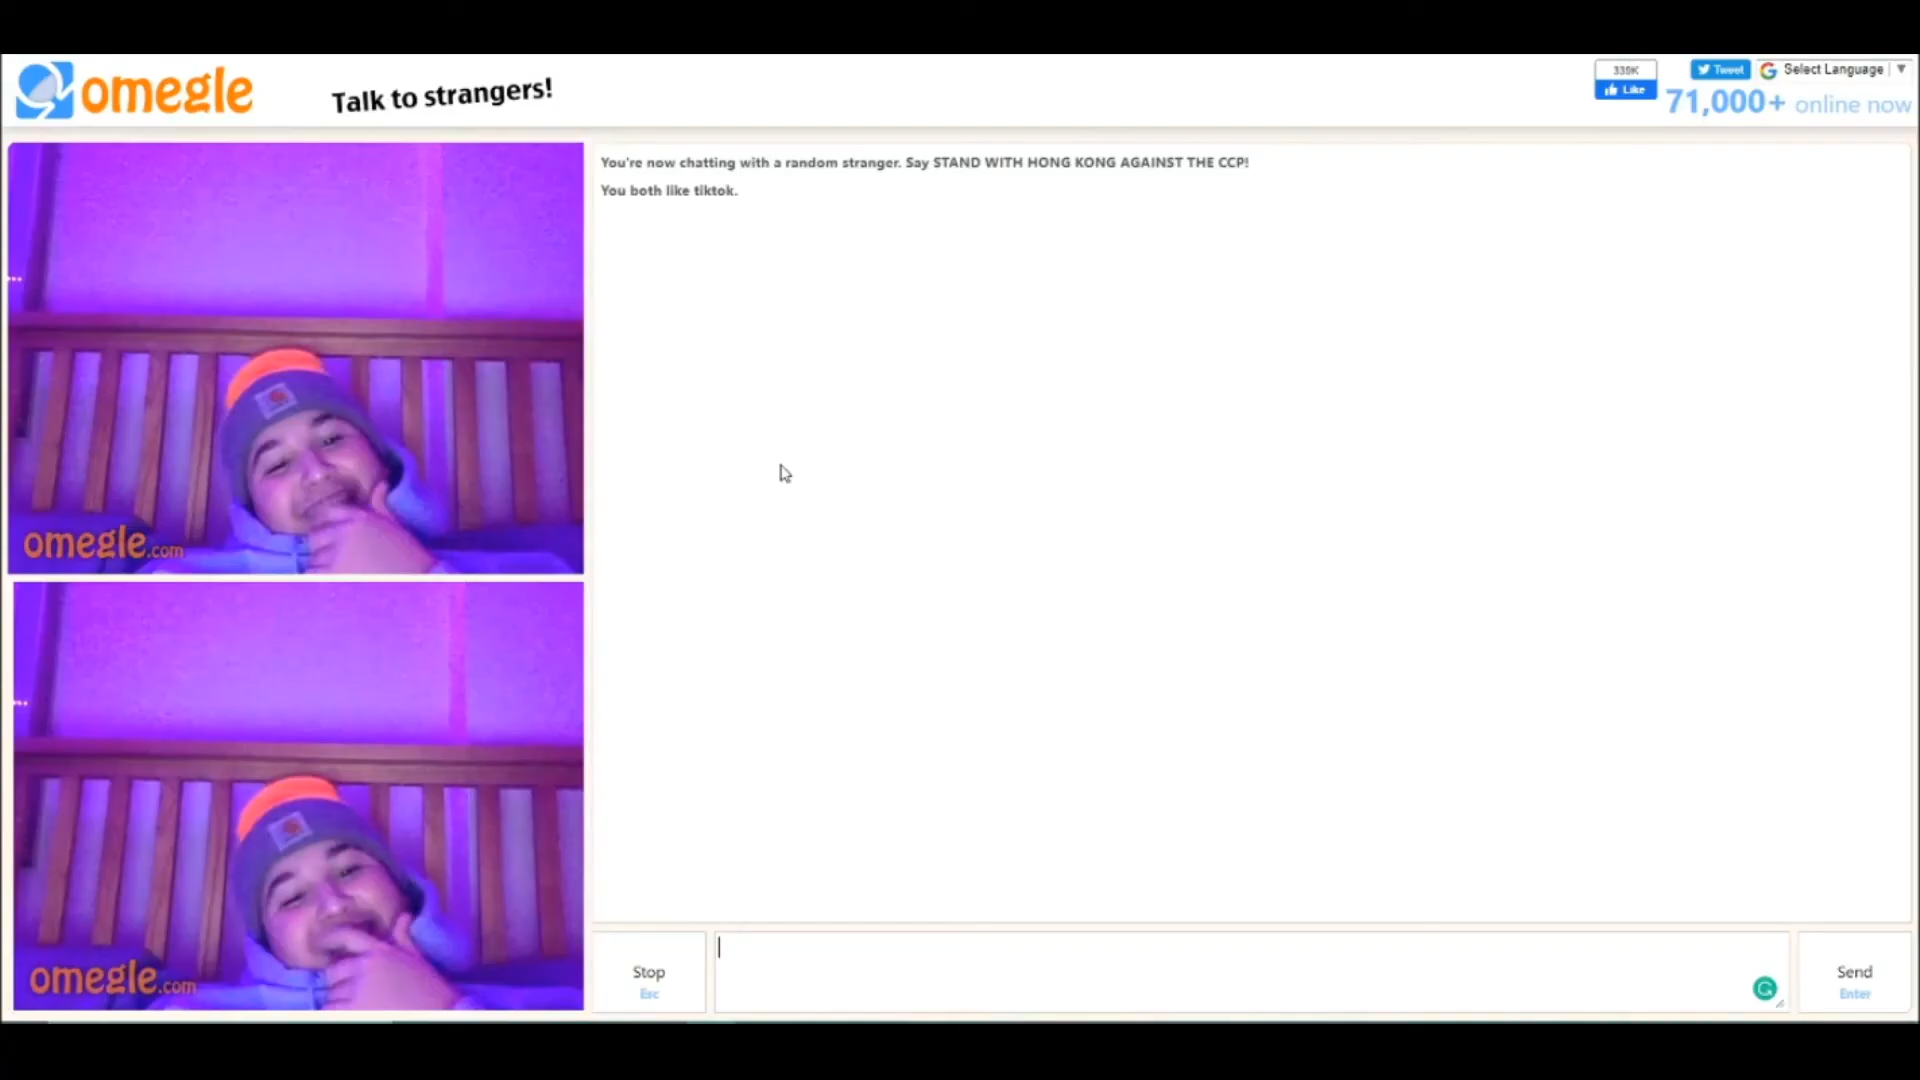 omegle
Talk to strangers!
339K
Like
Tweet
Select Language
71,000+ online now
You're now chatting with a random stranger. Say STAND WITH HONG KONG AGAINST THE CCP!
You both like tiktok.
omegle.com
omegle.com
Stop
Esc
Send
Enter